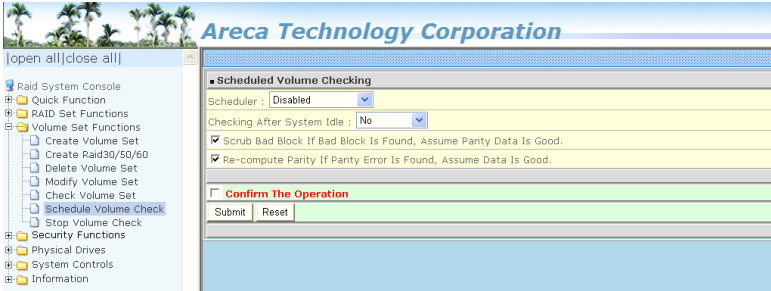 Areca Technology Corporation
|open all|close all|
Raid System Console
Quick Function
RAID Set Functions
Volume Set Functions
Create Volume Set
Create Raid30/50/60
Delete Volume Set
Modify Volume Set
Check Volume Set
Schedule Volume Check
Stop Volume Check
Security Functions
Physical Drives
System Controls
Information
Scheduled Volume Checking
Scheduler : Disabled
Checking After System Idle : No
Scrub Bad Block If Bad Block Is Found, Assume Parity Data Is Good.
Re-compute Parity If Parity Error Is Found, Assume Data Is Good.
Confirm The Operation
Submit Reset